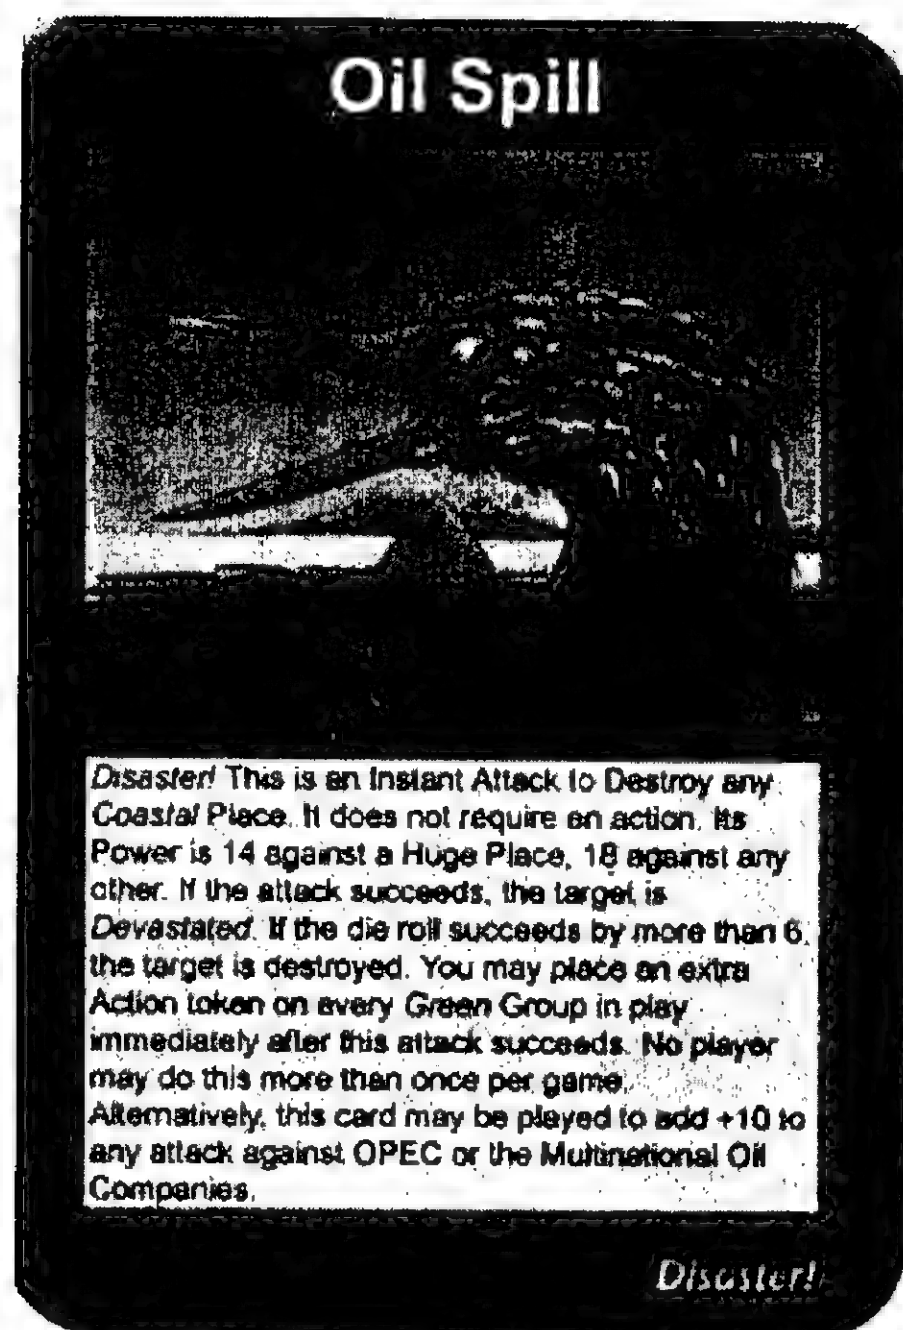 Oil Spill
Disaster! This is an Instant Attack to Destroy any
Coastal Place. It does not require an action. Its
Power is 14 against a Huge Place, 18 against any
other. If the attack succeeds, the target is
Devastated. If the die roll succeeds by more than 6,
the target is destroyed. You may place an extra
Action token on every Green Group in play
immediately after this attack succeeds. No player
may do this more than once per game.
Alternatively, this card may be played to add +10 to
any attack against OPEC or the Multinational Oil
Companies.
Disaster!